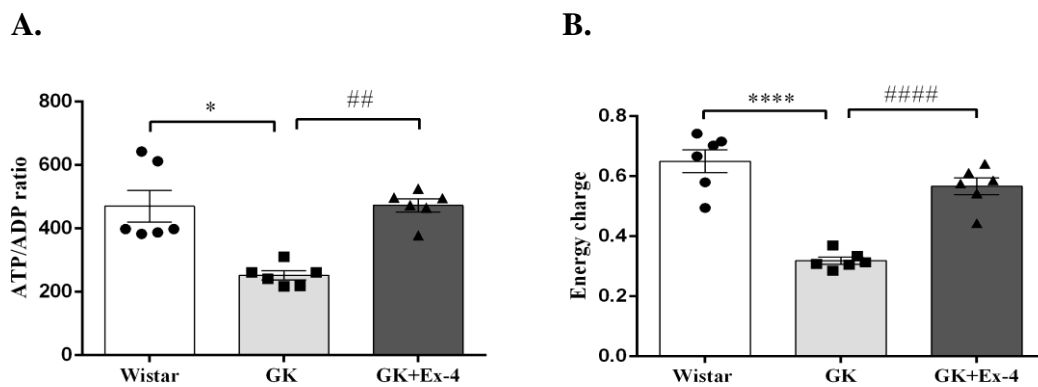 A.
B.
ATP/ADP ratio
800
600
400
200
0
*
##
Wistar
GK
GK+Ex-4
Energy charge
0.8
0.6
0.4
0.2
0.0
****
####
Wistar
GK
GK+Ex-4